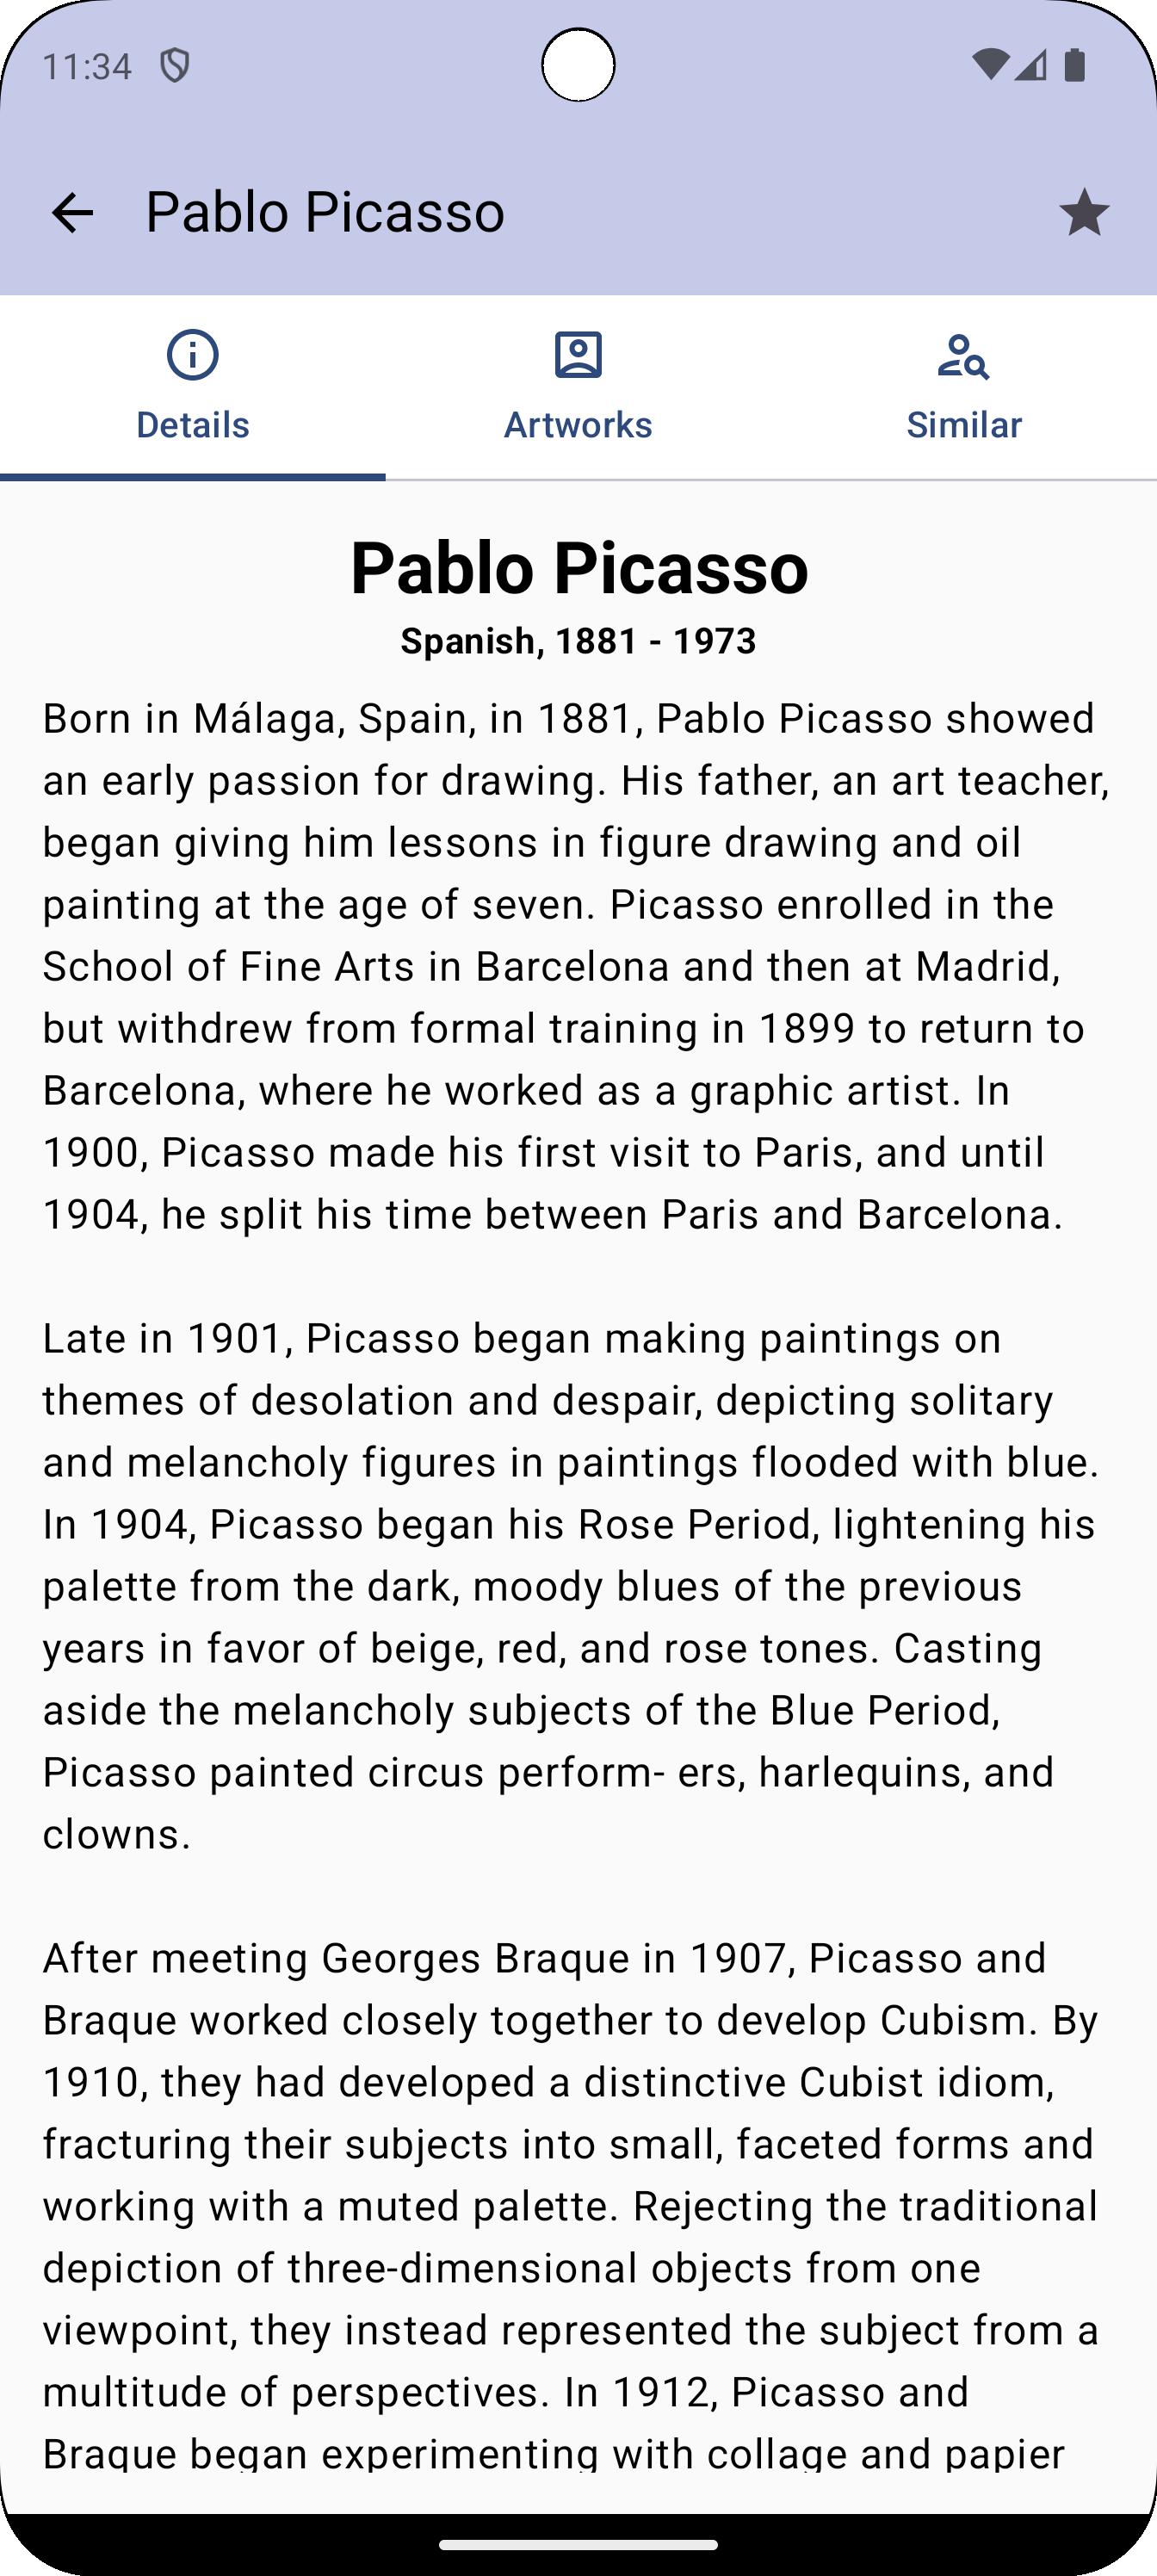 11:34
Pablo Picasso
Details
Artworks
Similar
Pablo Picasso
Spanish, 1881 - 1973
Born in Málaga, Spain, in 1881, Pablo Picasso showed
an early passion for drawing. His father, an art teacher,
began giving him lessons in figure drawing and oil
painting at the age of seven. Picasso enrolled in the
School of Fine Arts in Barcelona and then at Madrid,
but withdrew from formal training in 1899 to return to
Barcelona, where he worked as a graphic artist. In
1900, Picasso made his first visit to Paris, and until
1904, he split his time between Paris and Barcelona.
Late in 1901, Picasso began making paintings on
themes of desolation and despair, depicting solitary
and melancholy figures in paintings flooded with blue.
In 1904, Picasso began his Rose Period, lightening his
palette from the dark, moody blues of the previous
years in favor of beige, red, and rose tones. Casting
aside the melancholy subjects of the Blue Period,
Picasso painted circus perform- ers, harlequins, and
clowns.
After meeting Georges Braque in 1907, Picasso and
Braque worked closely together to develop Cubism. By
1910, they had developed a distinctive Cubist idiom,
fracturing their subjects into small, faceted forms and
working with a muted palette. Rejecting the traditional
depiction of three-dimensional objects from one
viewpoint, they instead represented the subject from a
multitude of perspectives. In 1912, Picasso and
Braque began experimenting with collage and papier